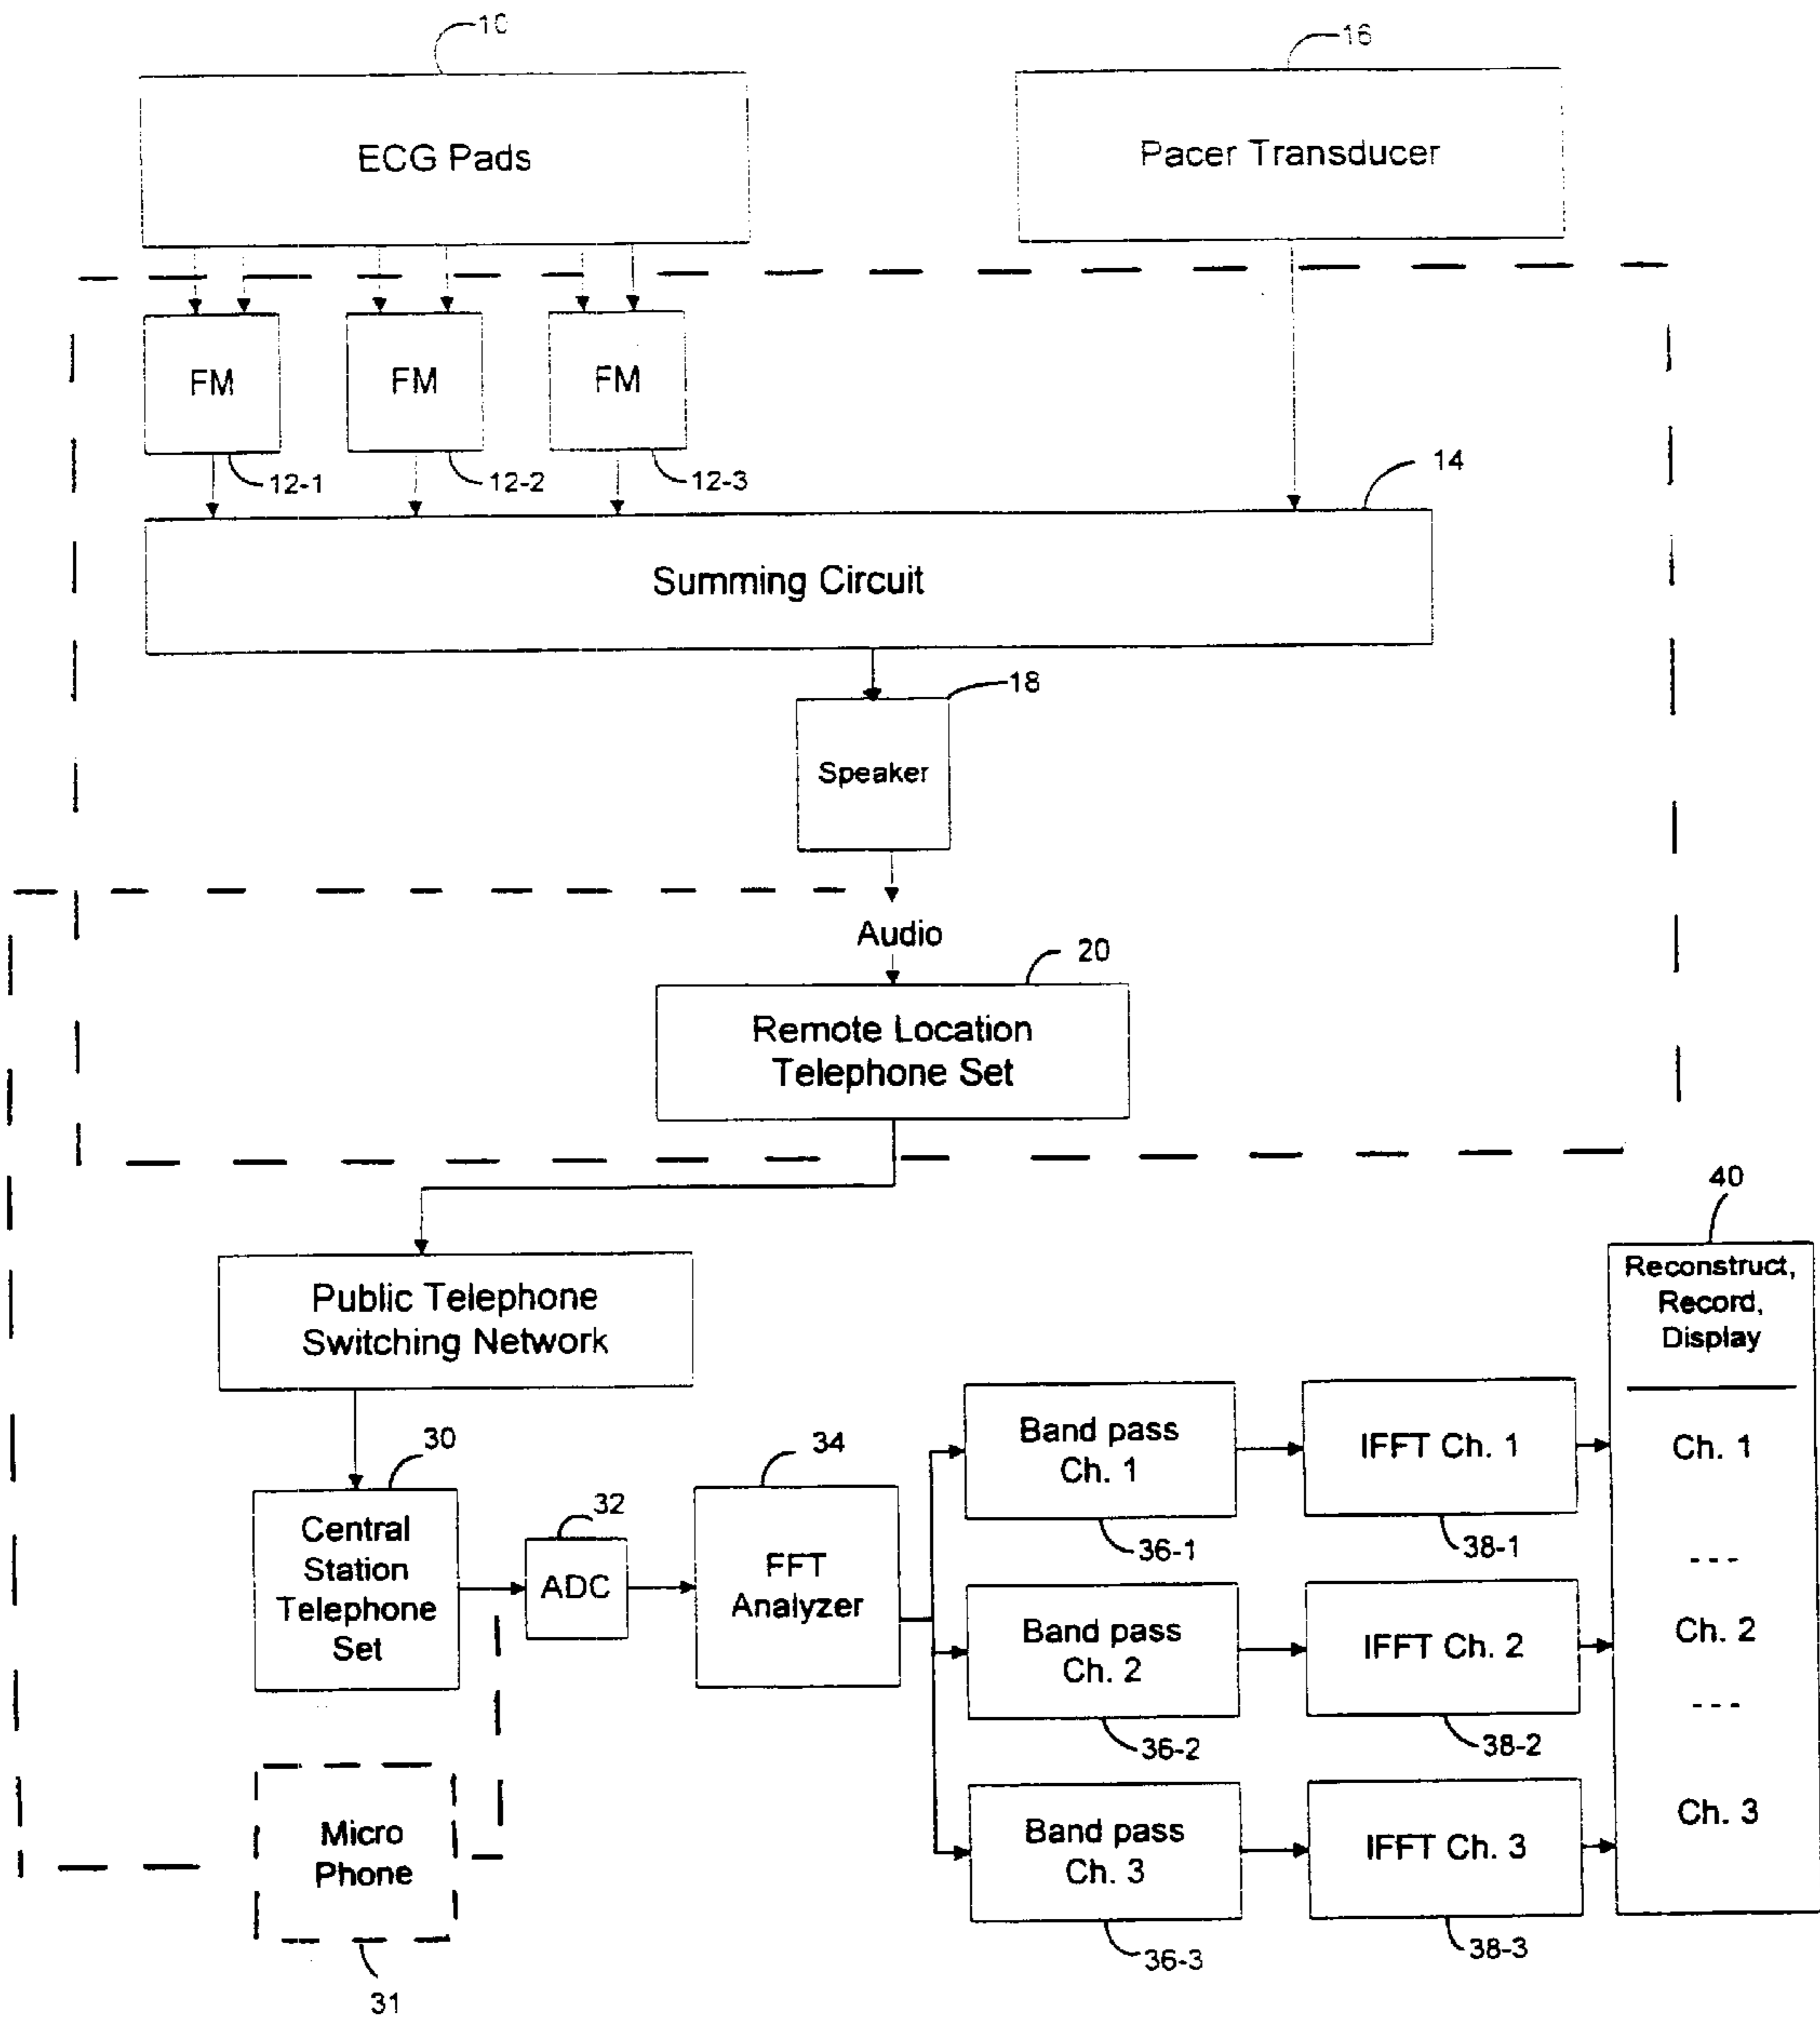 10
16
ECG Pads
Pacer Transducer
FM
FM
FM
12-1
12-2
12-3
14
Summing Circuit
18
Speaker
Audio
20
Remote Location
Telephone Set
40
Public Telephone
Switching Network
Reconstruct,
Record,
Display
30
Central
Station
Telephone
Set
32
ADC
34
FFT
Analyzer
Band pass
Ch. 1
36-1
IFFT Ch. 1
38-1
Ch. 1
---
Band pass
Ch. 2
36-2
IFFT Ch. 2
38-2
Ch. 2
---
Band pass
Ch. 3
36-3
IFFT Ch. 3
38-3
Ch. 3
Micro
Phone
31